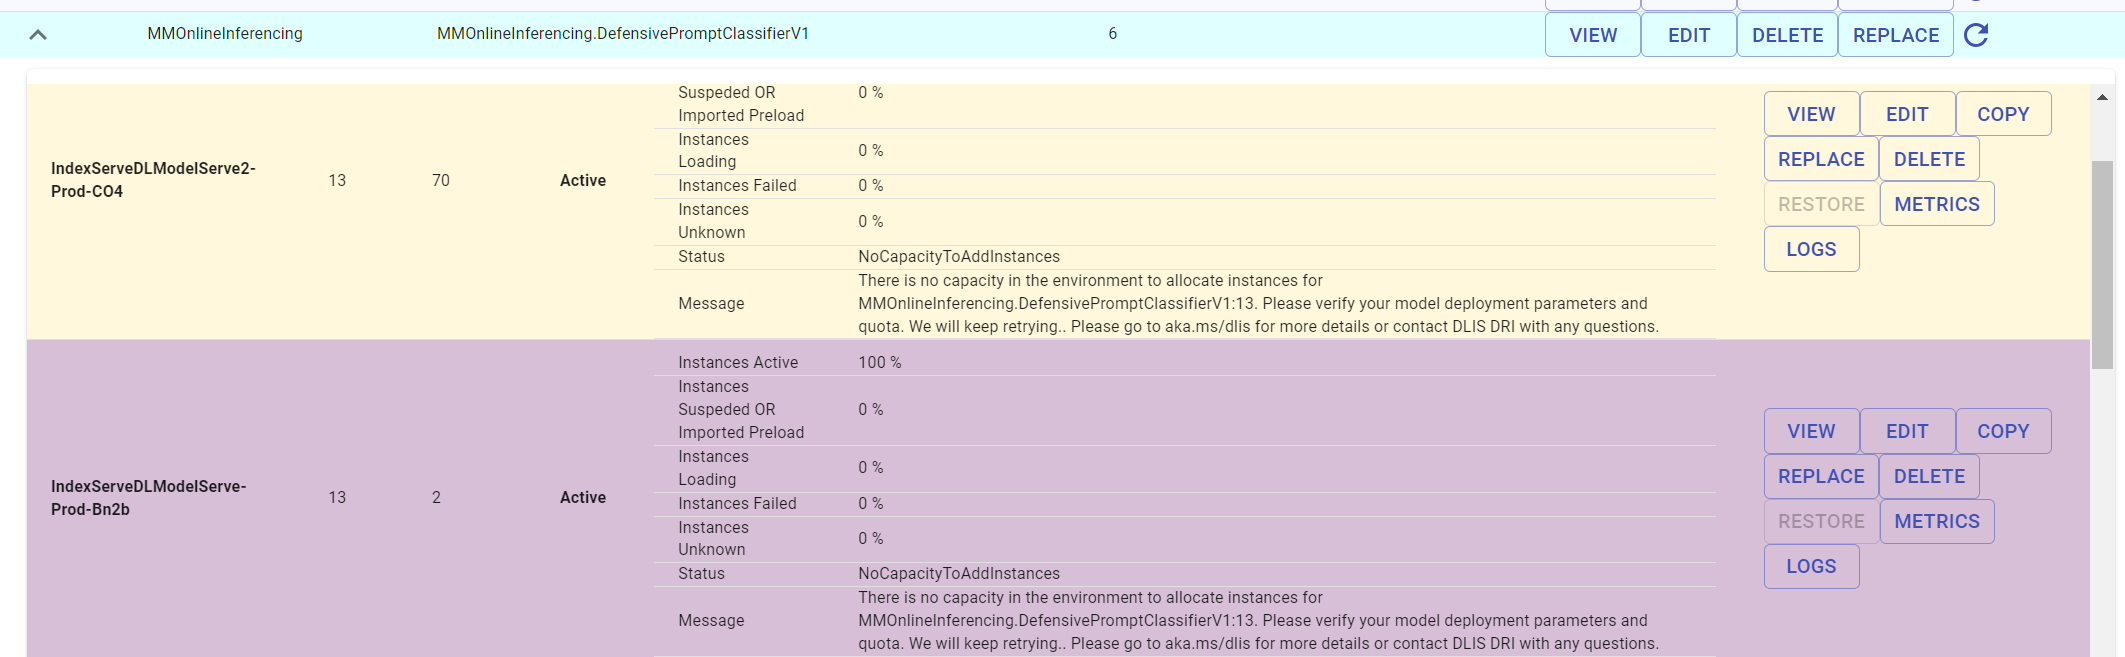 MMOnlineInferencing MMOnlineInferencing.DefensivePromptClassifierV1 6 VIEW EDIT DELETE REPLACE
Suspeded OR
Imported Preload
0 %
Instances
Loading
0 %
Instances Failed 0 %
Instances
Unknown
0 %
Status NoCapacityToAddInstances
Message
There is no capacity in the environment to allocate instances for
MMOnlineInferencing.DefensivePromptClassifierV1:13. Please verify your model deployment parameters and
quota. We will keep retrying.. Please go to aka.ms/dlis for more details or contact DLIS DRI with any questions.
IndexServeDLModelServe2-
Prod-CO4
13 70 Active
VIEW EDIT COPY
REPLACE DELETE
RESTORE METRICS
LOGS
Instances Active 100 %
Instances
Suspeded OR
Imported Preload
0 %
Instances
Loading
0 %
Instances Failed 0 %
Instances
Unknown
0 %
Status NoCapacityToAddInstances
Message
There is no capacity in the environment to allocate instances for
MMOnlineInferencing.DefensivePromptClassifierV1:13. Please verify your model deployment parameters and
quota. We will keep retrying.. Please go to aka.ms/dlis for more details or contact DLIS DRI with any questions.
IndexServeDLModelServe-
Prod-Bn2b
13 2 Active
VIEW EDIT COPY
REPLACE DELETE
RESTORE METRICS
LOGS